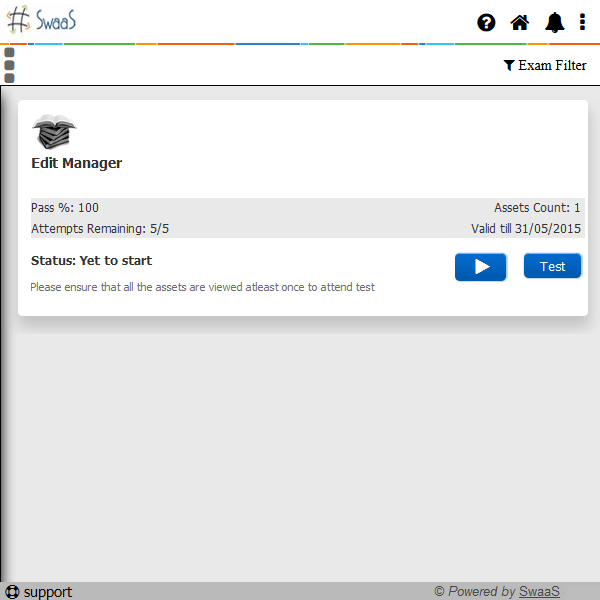 SwaaS
Exam Filter
Edit Manager
Pass %: 100
Assets Count: 1
Attempts Remaining: 5/5
Valid till 31/05/2015
Status: Yet to start
Test
Please ensure that all the assets are viewed atleast once to attend test
support
© Powered by SwaaS